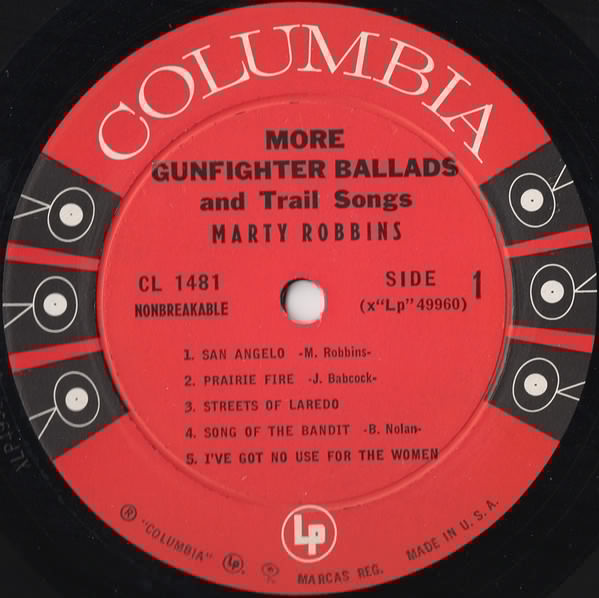 COLUMBIA
MORE
GUNFIGHTER BALLADS
and Trail Songs
MARTY ROBBINS
CL 1481
NONBREAKABLE
SIDE 1
(x"Lp" 49960)
1. SAN ANGELO -M. Robbins-
2. PRAIRIE FIRE -J. Babcock-
3. STREETS OF LAREDO
4. SONG OF THE BANDIT -B. Nolan-
5. I'VE GOT NO USE FOR THE WOMEN
Lp
® "COLUMBIA" Lp MARCAS REG. MADE IN U. S. A.